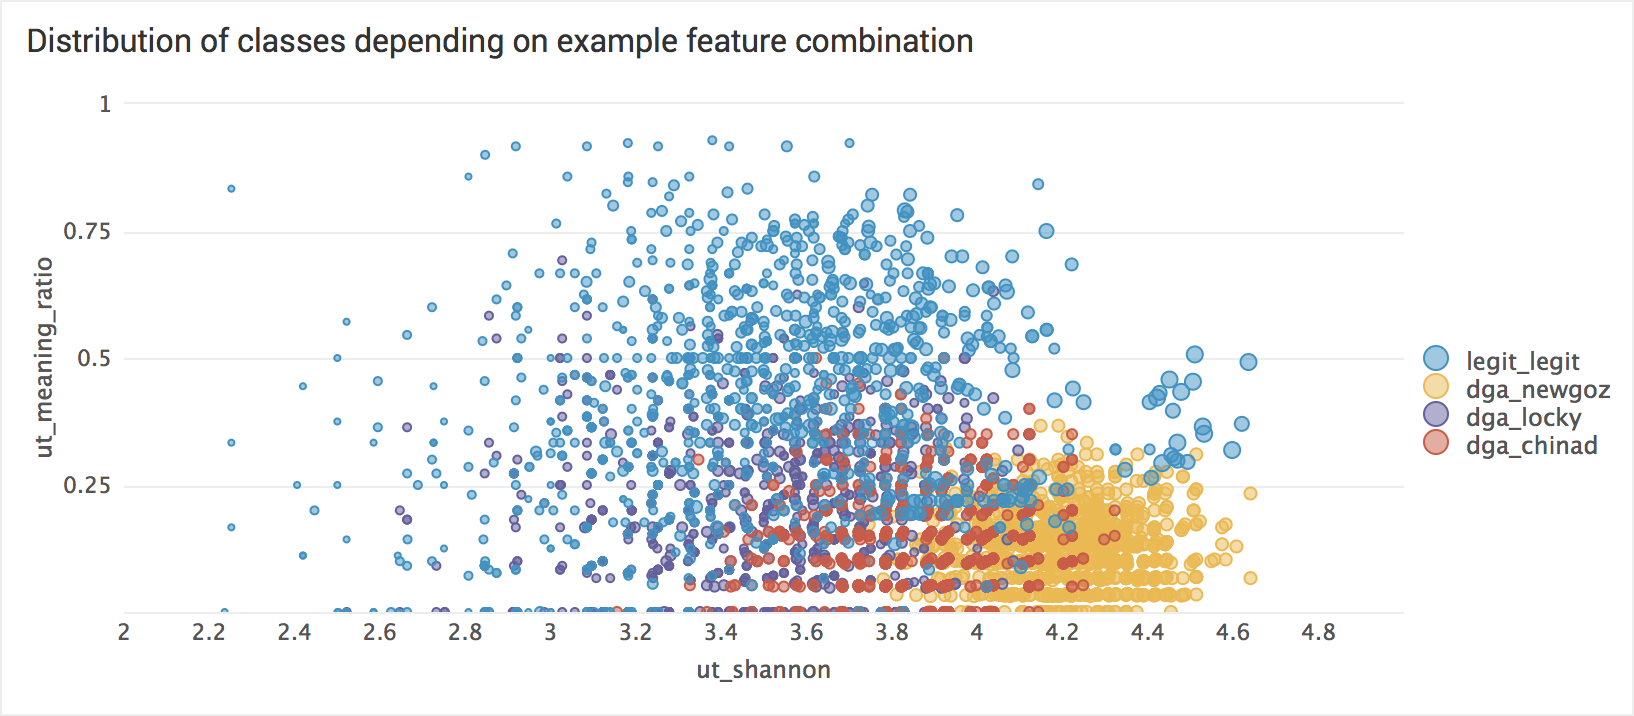 Distribution of classes depending on example feature combination
1
0.75
0.5
0.25
ut_meaning_ratio
2 2.2 2.4 2.6 2.8 3 3.2 3.4 3.6 3.8 4 4.2 4.4 4.6 4.8
ut_shannon
legit_legit
dga_newgoz
dga_locky
dga_chinad